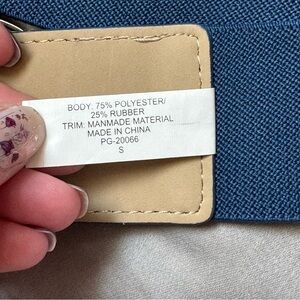 BODY: 75% POLYESTER/
25% RUBBER
TRIM: MANMADE MATERIAL
MADE IN CHINA
PG-20066
S